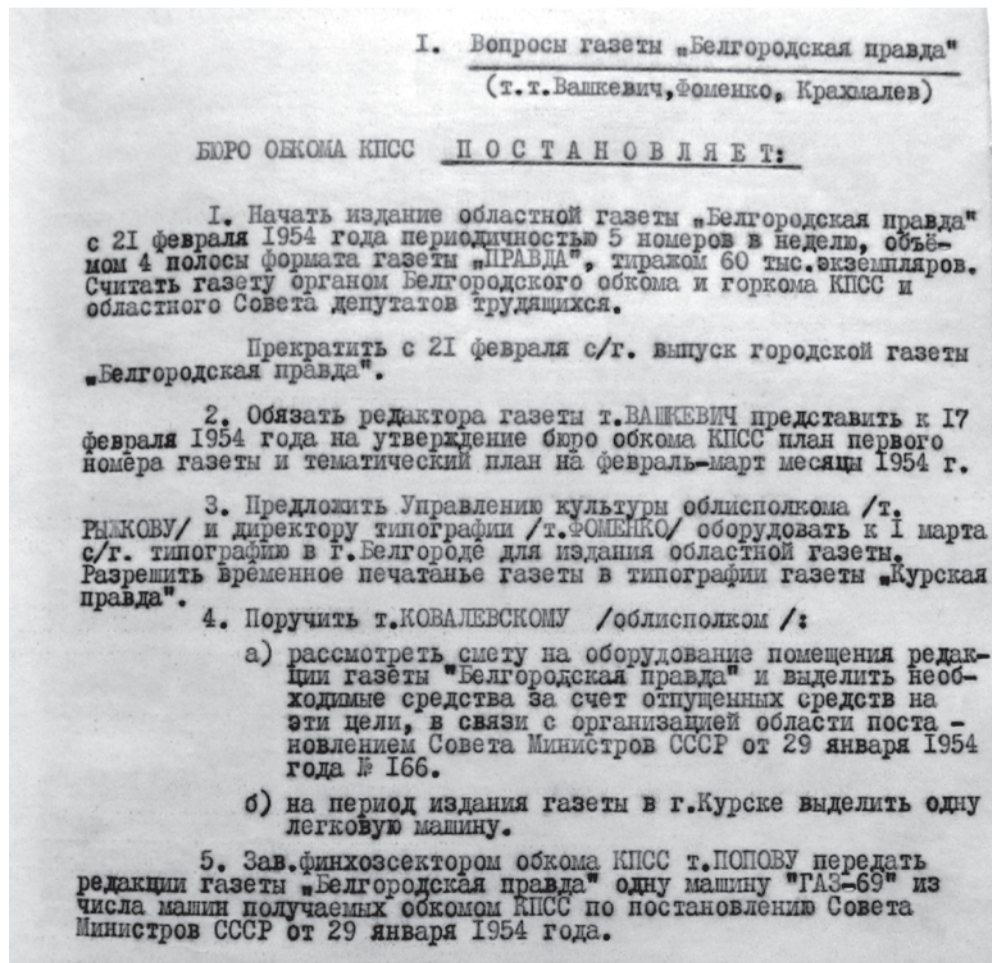 I. Вопросы газеты „Белгородская правда"
(т.т.Вашкевич,Фоменко, Крахмалев)
БЮРО ОБКОМА КПСС П О С Т А Н О В Л Я Е Т:
I. Начать издание областной газеты „Белгородская правда"
с 2I февраля I954 года периодичностью 5 номеров в неделю, объё-
мом 4 полосы формата газеты „ПРАВДА", тиражом 60 тыс.экземпляров.
Считать газету органом Белгородского обкома и горкома КПСС и
областного Совета депутатов трудящихся.
Прекратить с 2I февраля с/г. выпуск городской газеты
„Белгородская правда".
2. Обязать редактора газеты т.ВАШКЕВИЧ представить к I7
февраля I954 года на утверждение бюро обкома КПСС план первого
номера газеты и тематический план на февраль-март месяцы I954 г.
3. Предложить Управлению культуры облисполкома /т.
РЫЖКОВУ/ и директору типографии /т.ФОМЕНКО/ оборудовать к I марта
с/г. типографию в г.Белгороде для издания областной газеты.
Разрешить временное печатанье газеты в типографии газеты „Курская
правда".
4. Поручить т.КОВАЛЕВСКОМУ /облисполком /:
а) рассмотреть смету на оборудование помещения редак-
ции газеты "Белгородская правда" и выделить необ-
ходимые средства за счет отпущенных средств на
эти цели, в связи с организацией области поста -
новлением Совета Министров СССР от 29 января I954
года № I66.
б) на период издания газеты в г.Курске выделить одну
легковую машину.
5. Зав.финхозсектором обкома КПСС т.ПОПОВУ передать
редакции газеты „Белгородская правда" одну машину "ГАЗ-69" из
числа машин получаемых обкомом КПСС по постановлению Совета
Министров СССР от 29 января I954 года.